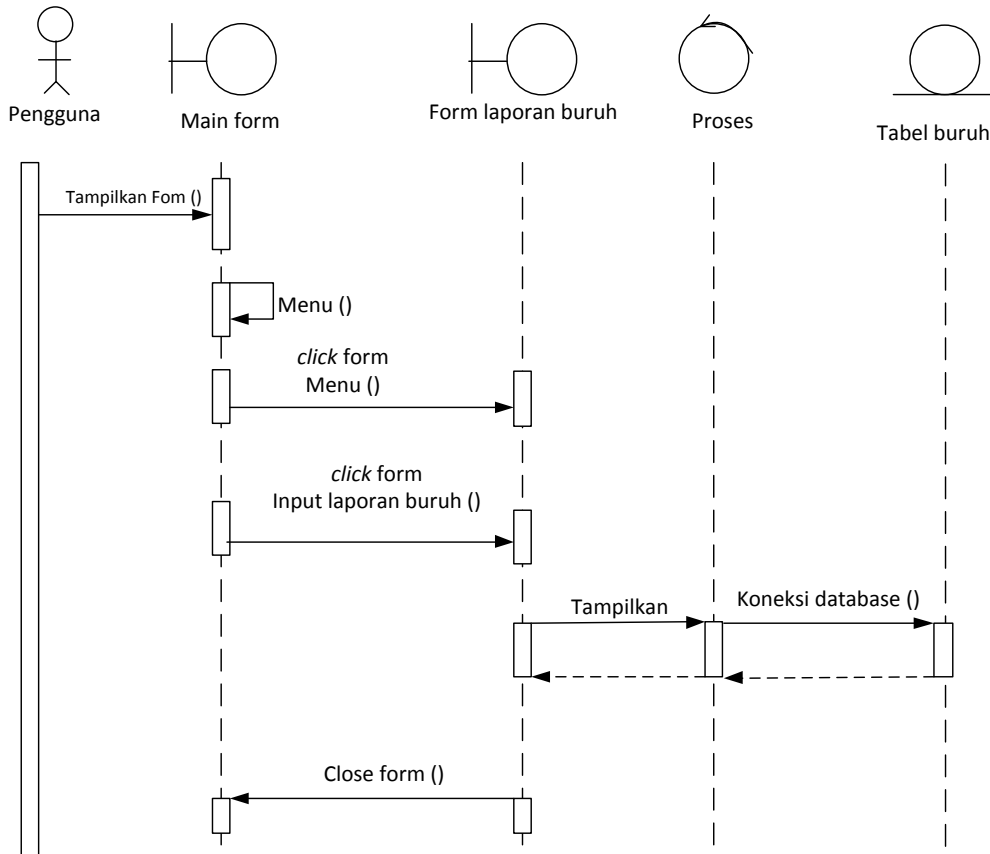 Pengguna
Main form
Form laporan buruh
Proses
Tabel buruh
Tampilkan Fom ()
Menu ()
click form
Menu ()
click form
Input laporan buruh ()
Tampilkan
Koneksi database ()
Close form ()